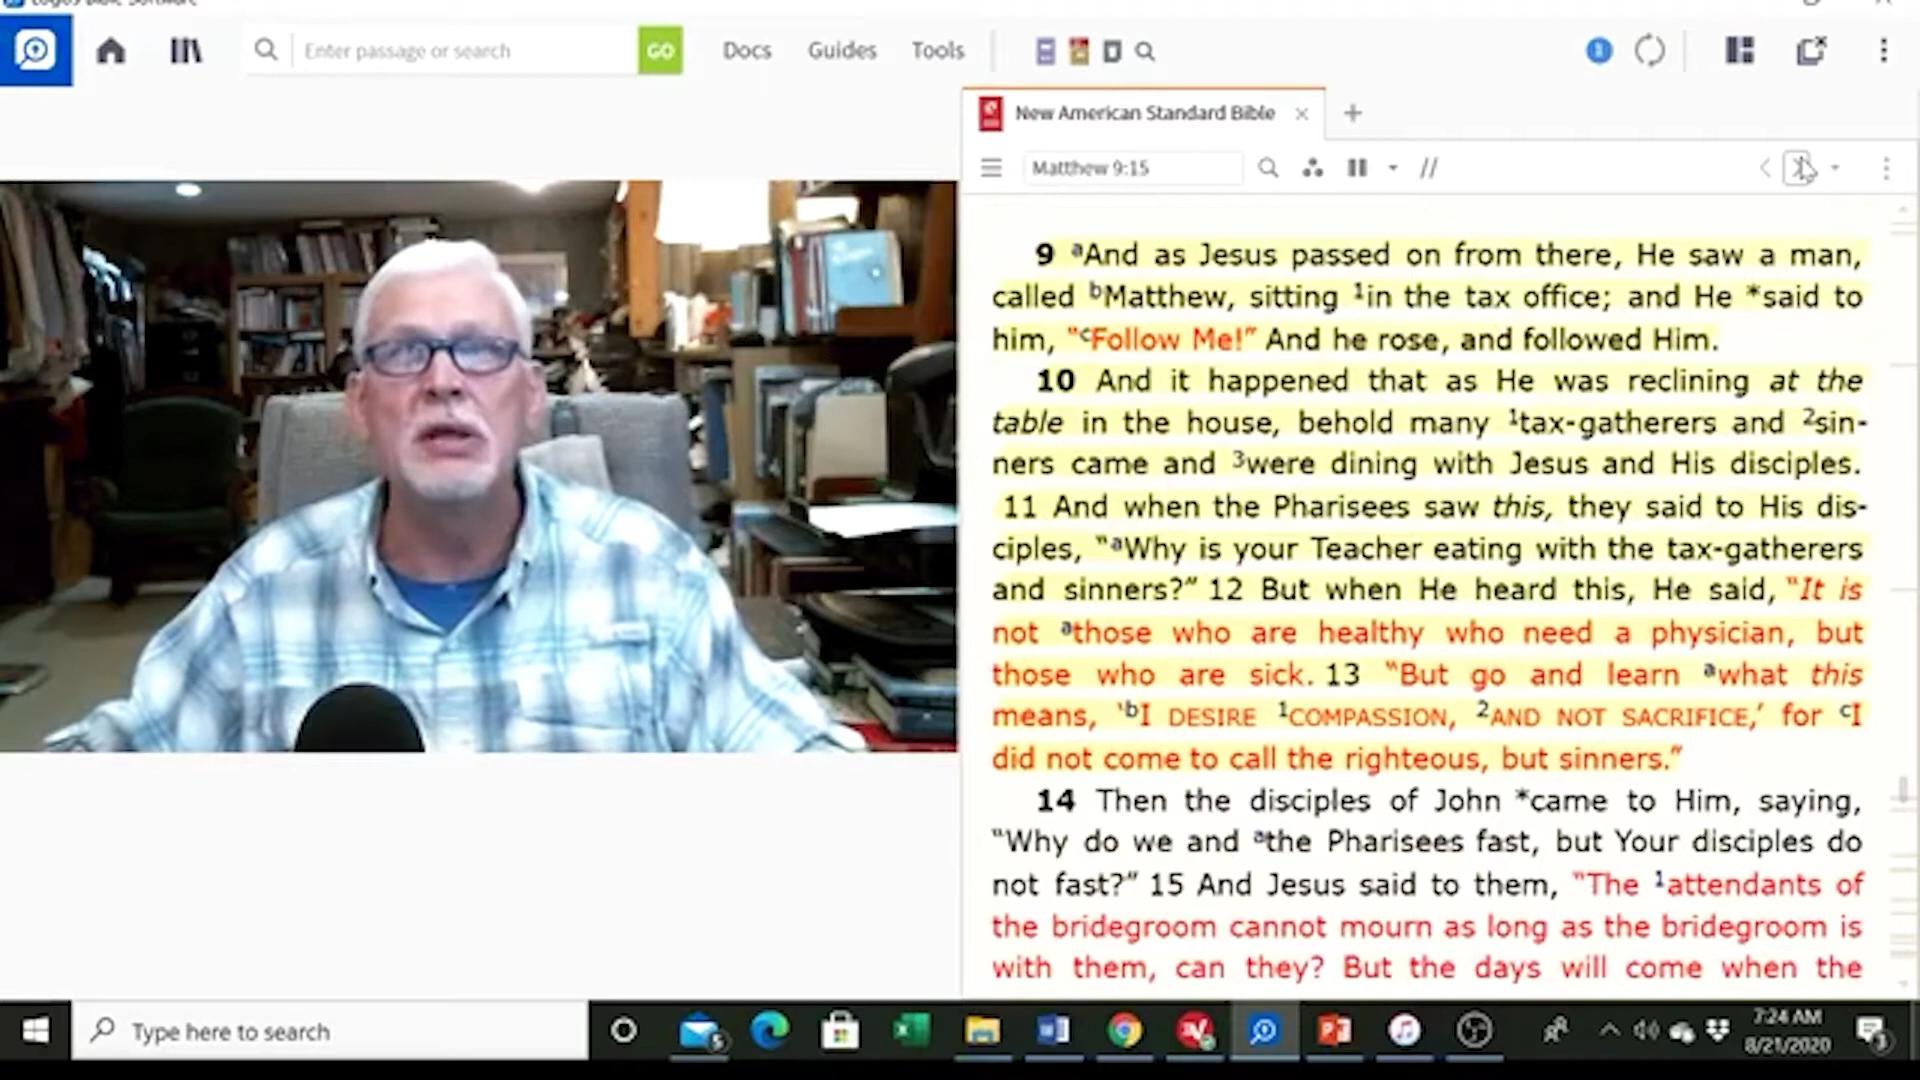 Logos Bible Software
Enter passage or search
GO
Docs
Guides
Tools
1
New American Standard Bible
Matthew 9:15
9 aAnd as Jesus passed on from there, He saw a man,
called bMatthew, sitting 1in the tax office; and He *said to
him, “cFollow Me!” And he rose, and followed Him.
10 And it happened that as He was reclining at the
table in the house, behold many 1tax-gatherers and 2sin-
ners came and 3were dining with Jesus and His disciples.
11 And when the Pharisees saw this, they said to His dis-
ciples, “aWhy is your Teacher eating with the tax-gatherers
and sinners?” 12 But when He heard this, He said, “It is
not athose who are healthy who need a physician, but
those who are sick. 13 “But go and learn awhat this
means, ‘bI DESIRE 1COMPASSION, 2AND NOT SACRIFICE,’ for cI
did not come to call the righteous, but sinners.”
14 Then the disciples of John *came to Him, saying,
“Why do we and athe Pharisees fast, but Your disciples do
not fast?” 15 And Jesus said to them, “The 1attendants of
the bridegroom cannot mourn as long as the bridegroom is
with them, can they? But the days will come when the
Type here to search
5
7:24 AM
8/21/2020
3